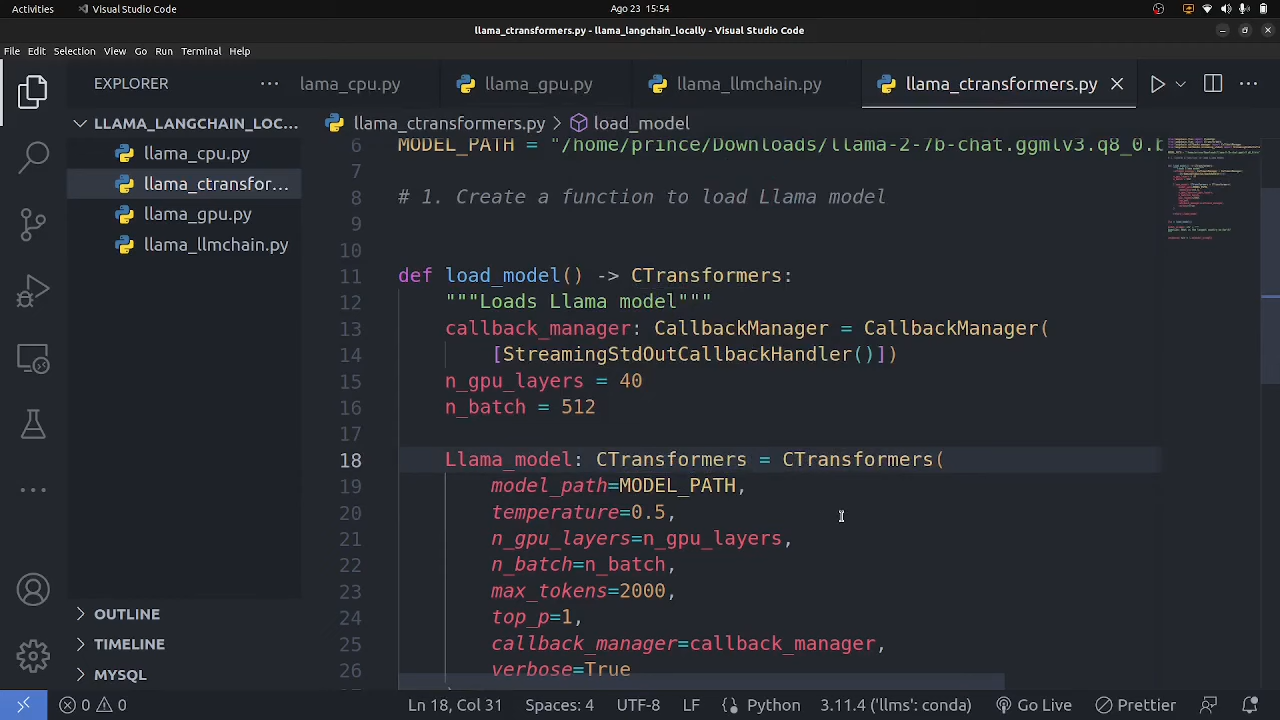 Activities Visual Studio Code Ago 23 15:54
llama_ctransformers.py - llama_langchain_locally - Visual Studio Code
File Edit Selection View Go Run Terminal Help
EXPLORER
LLAMA_LANGCHAIN_LOC...
llama_cpu.py
llama_ctransfor...
llama_gpu.py
llama_llmchain.py
OUTLINE
TIMELINE
MYSQL
lama_cpu.py llama_gpu.py llama_llmchain.py llama_ctransformers.py
llama_ctransformers.py > load_model
6 MODEL_PATH = "/home/prince/Downloads/llama-2-7b-chat.ggmlv3.q8_0.b
7
8 # 1. Create a function to load Llama model
9
10
11 def load_model() -> CTransformers:
12 """Loads Llama model"""
13 callback_manager: CallbackManager = CallbackManager(
14 [StreamingStdOutCallbackHandler()])
15 n_gpu_layers = 40
16 n_batch = 512
17
18 Llama_model: CTransformers = CTransformers(
19 model_path=MODEL_PATH,
20 temperature=0.5,
21 n_gpu_layers=n_gpu_layers,
22 n_batch=n_batch,
23 max_tokens=2000,
24 top_p=1,
25 callback_manager=callback_manager,
26 verbose=True
0 0 Ln 18, Col 31 Spaces: 4 UTF-8 LF Python 3.11.4 ('llms': conda) Go Live Prettier